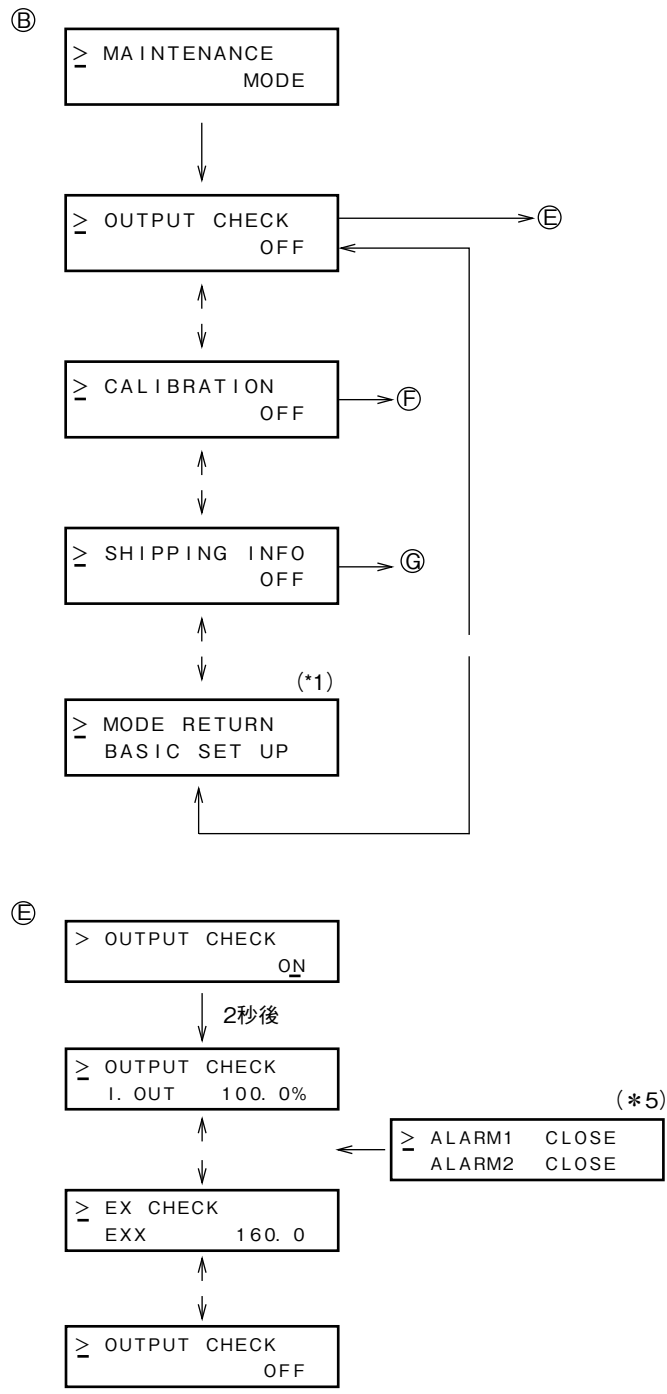 Ⓑ
> MAINTENANCE
MODE
> OUTPUT CHECK
OFF
Ⓔ
> CALIBRATION
OFF
Ⓕ
> SHIPPING INFO
OFF
Ⓖ
(*1)
> MODE RETURN
BASIC SET UP
Ⓔ
> OUTPUT CHECK
ON
2秒後
> OUTPUT CHECK
I. OUT 100. 0%
(＊5)
> ALARM1 CLOSE
ALARM2 CLOSE
> EX CHECK
EXX 160. 0
> OUTPUT CHECK
OFF